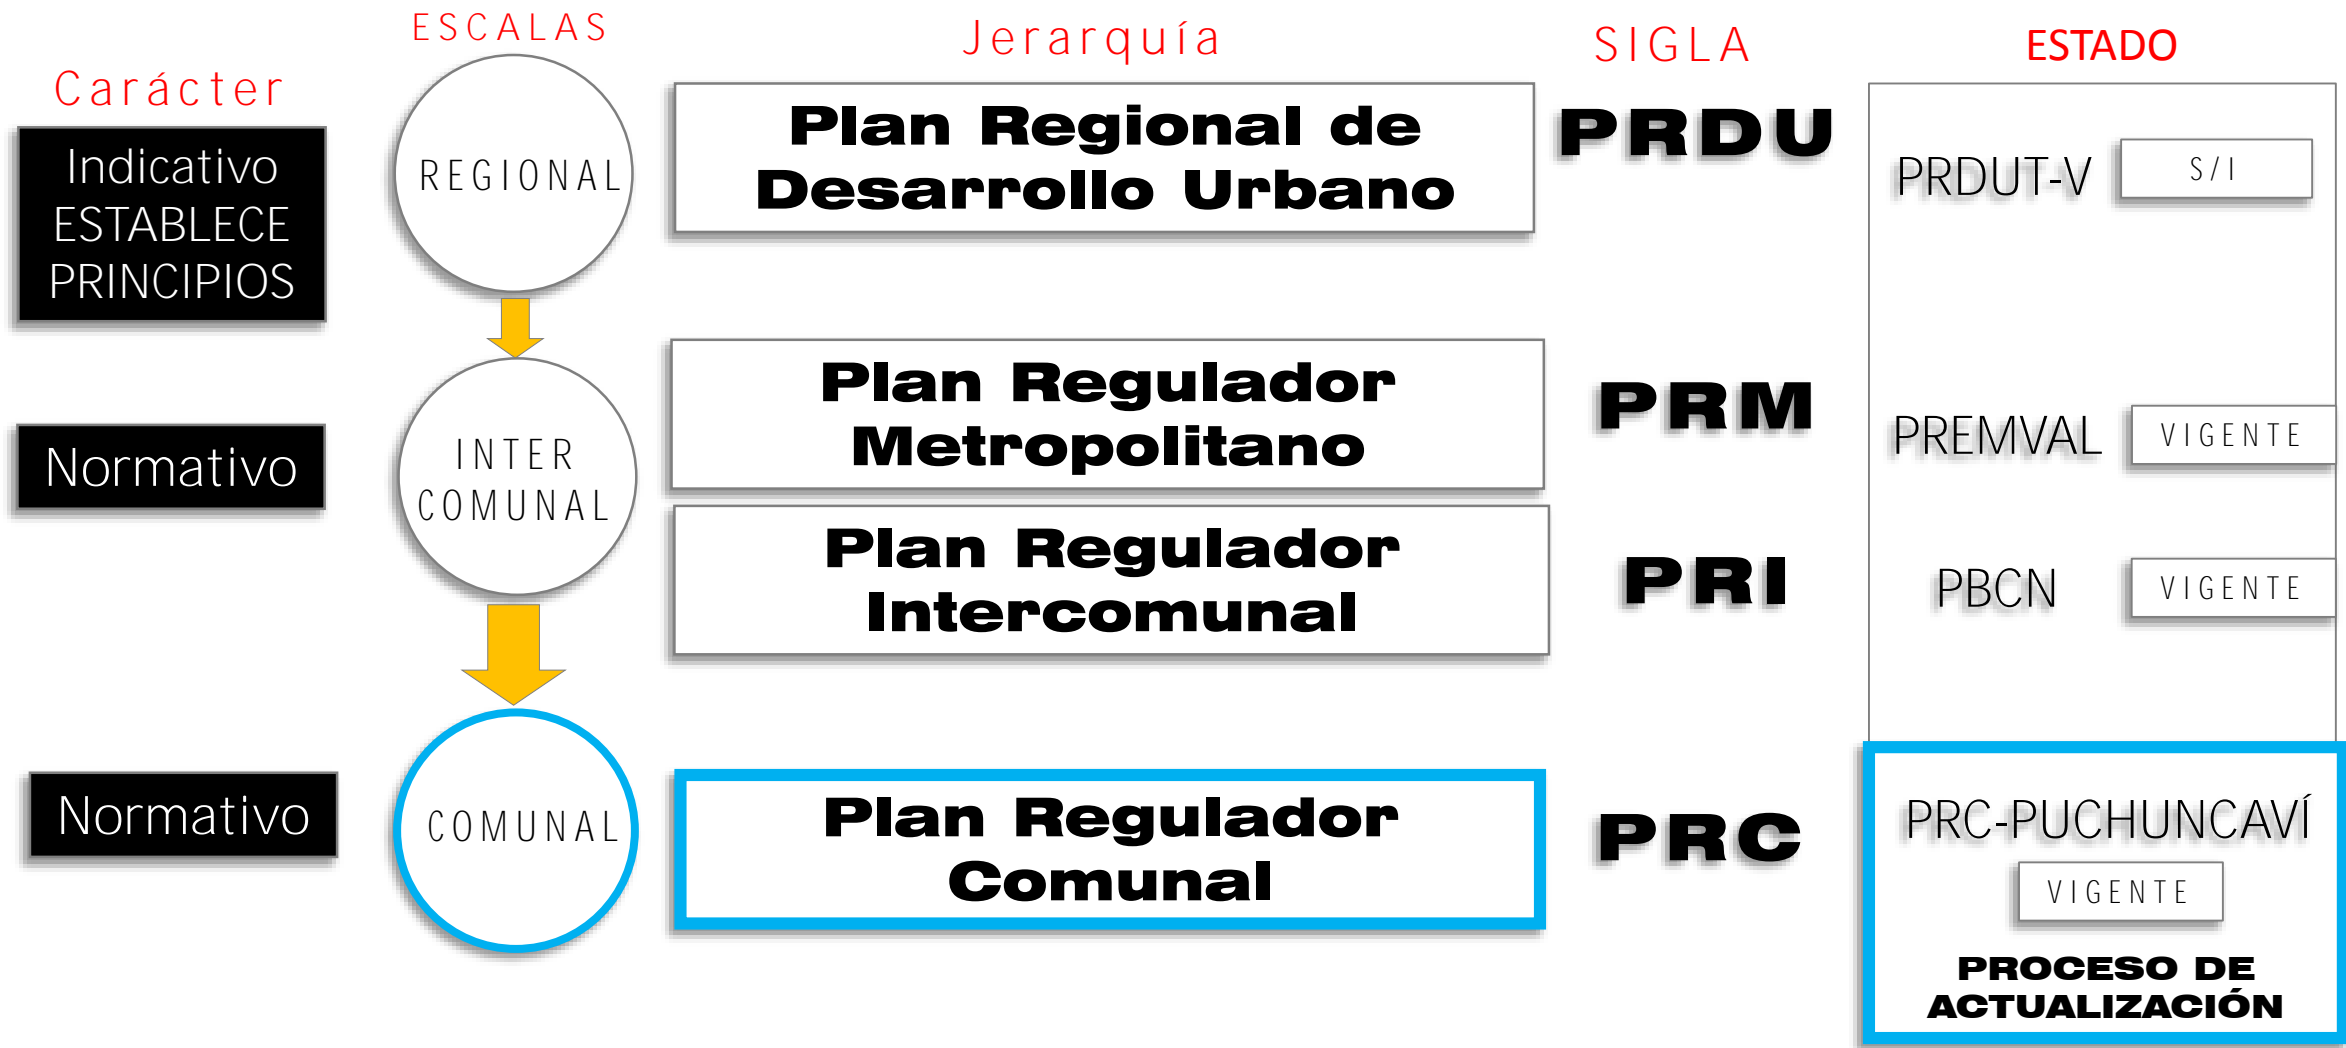 Carácter
ESCALAS
Jerarquía
SIGLA
ESTADO
Indicativo
ESTABLECE
PRINCIPIOS
REGIONAL
Plan Regional de
Desarrollo Urbano
PRDU
PRDUT-V
S/I
Normativo
INTER
COMUNAL
Plan Regulador
Metropolitano
PRM
PREMVAL
VIGENTE
Plan Regulador
Intercomunal
PRI
PBCN
VIGENTE
Normativo
COMUNAL
Plan Regulador
Comunal
PRC
PRC-PUCHUNCAVÍ
VIGENTE
PROCESO DE
ACTUALIZACIÓN